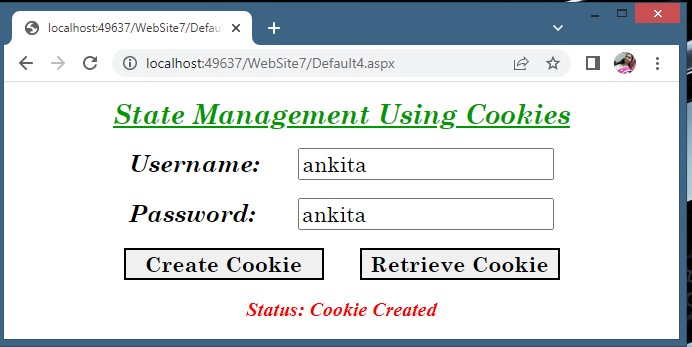 localhost:49637/WebSite7/Defaul
localhost:49637/WebSite7/Default4.aspx
State Management Using Cookies
Username: ankita
Password: ankita
Create Cookie Retrieve Cookie
Status: Cookie Created